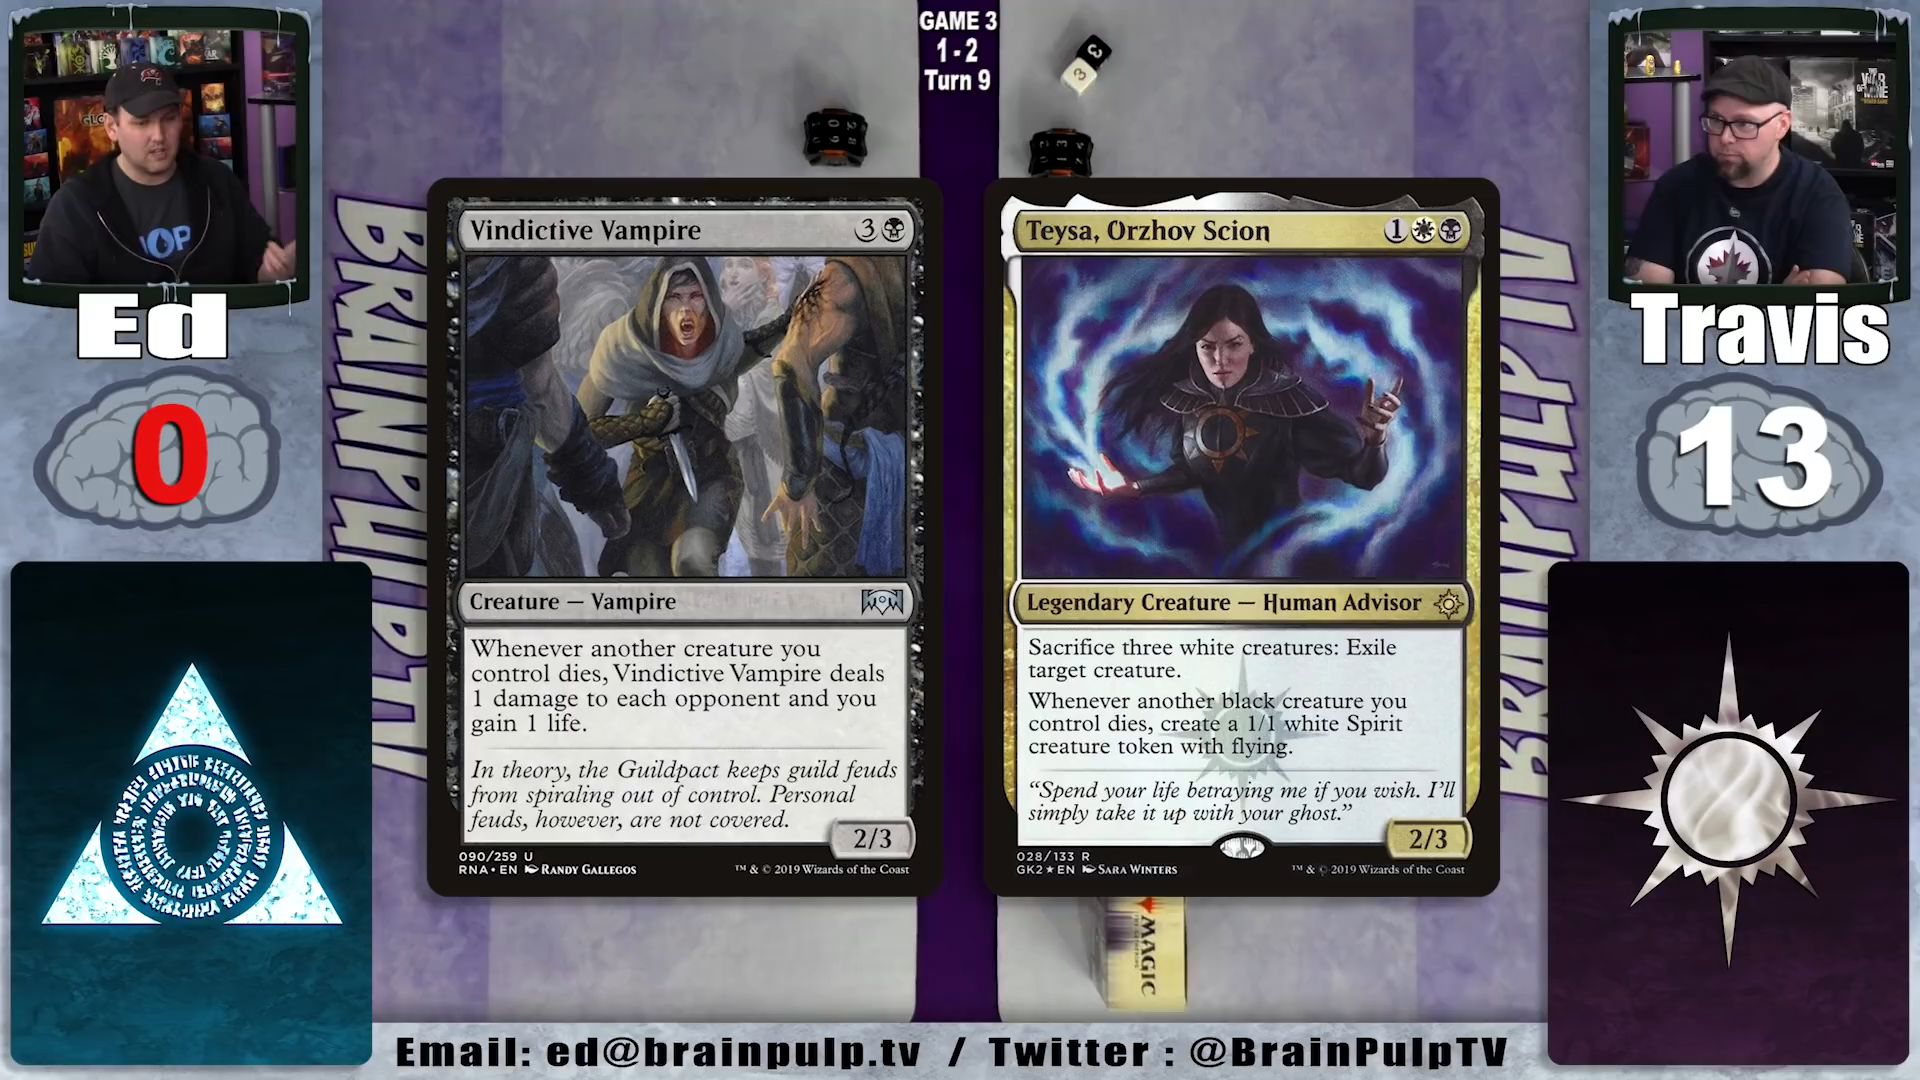 GAME 3
1 - 2
Turn 9
Ed
0
Travis
13
THE WAR OF MINE
BRAINPULP TV
BRAINPULP TV
Vindictive Vampire 3
Creature — Vampire
Whenever another creature you
control dies, Vindictive Vampire deals
1 damage to each opponent and you
gain 1 life.
In theory, the Guildpact keeps guild feuds
from spiraling out of control. Personal
feuds, however, are not covered.
2/3
090/259 U
RNA • EN RANDY GALLEGOS
™ & © 2019 Wizards of the Coast
Teysa, Orzhov Scion 1
Legendary Creature — Human Advisor
Sacrifice three white creatures: Exile
target creature.
Whenever another black creature you
control dies, create a 1/1 white Spirit
creature token with flying.
“Spend your life betraying me if you wish. I’ll
simply take it up with your ghost.”
2/3
028/133 R
GK2 ★ EN SARA WINTERS
™ & © 2019 Wizards of the Coast
MAGIC
Email: ed@brainpulp.tv / Twitter : @BrainPulpTV